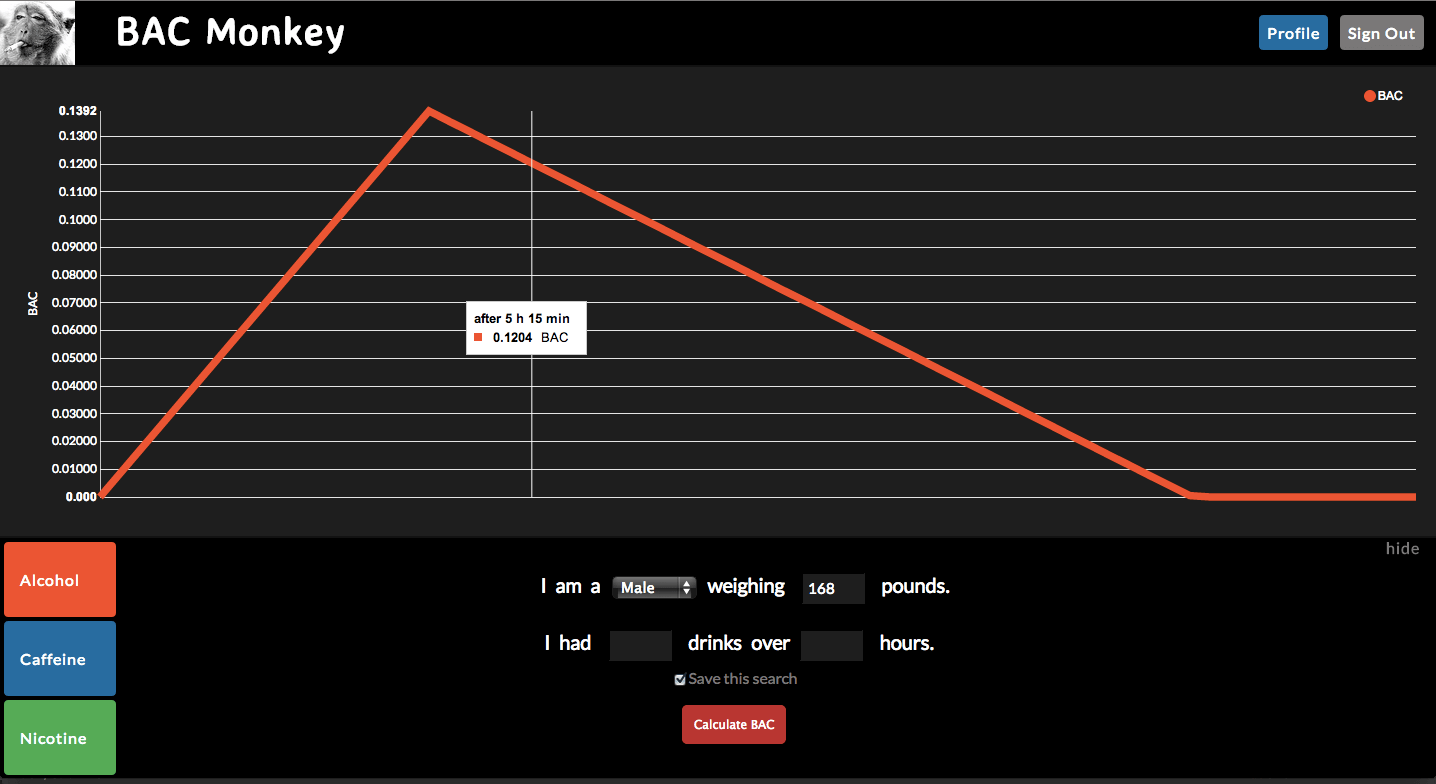 BAC Monkey
Profile
Sign Out
BAC
0.1392
0.1300
0.1200
0.1100
0.1000
0.09000
0.08000
0.07000
0.06000
0.05000
0.04000
0.03000
0.02000
0.01000
0.000
BAC
after 5 h 15 min
0.1204 BAC
hide
Alcohol
Caffeine
Nicotine
I am a Male weighing 168 pounds.
I had drinks over hours.
Save this search
Calculate BAC